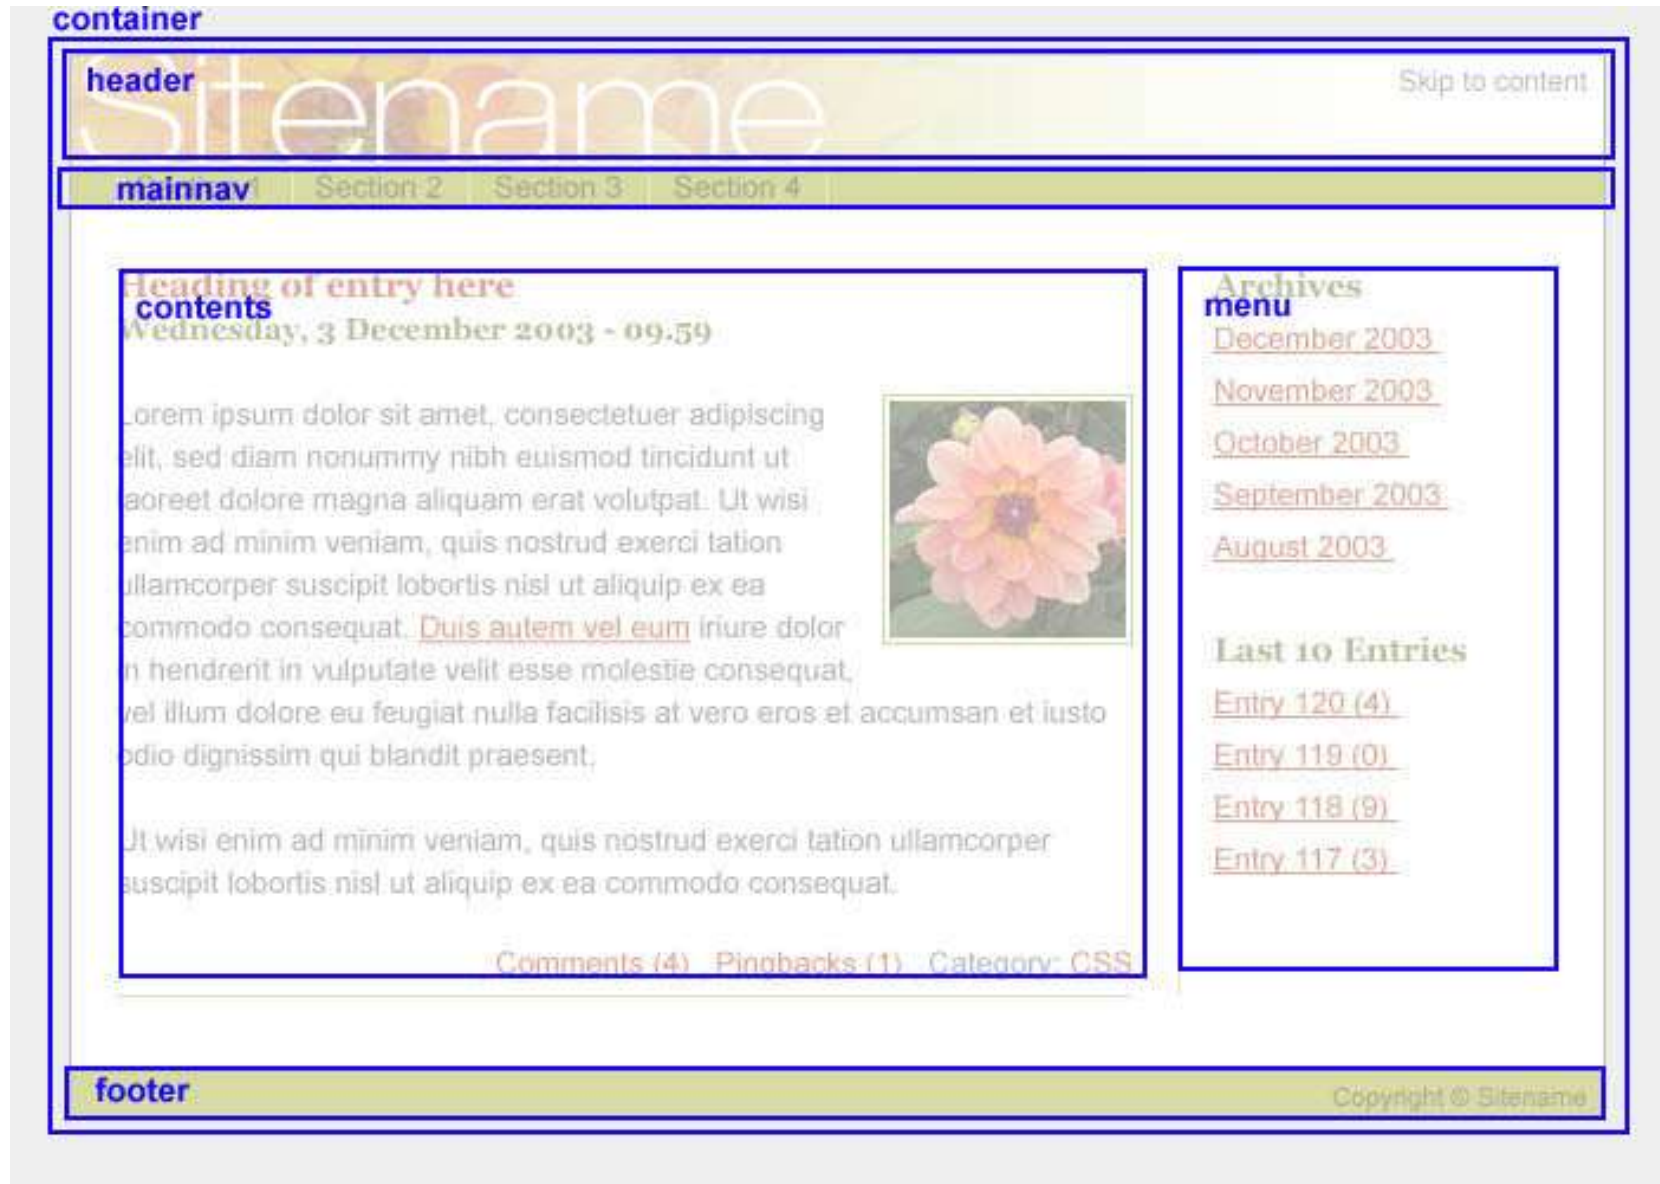 container
header
Sitename
Skip to content
mainnav
Section 2
Section 3
Section 4
Heading of entry here
contents
Wednesday, 3 December 2003 - 09.59
Lorem ipsum dolor sit amet, consectetuer adipiscing
elit, sed diam nonummy nibh euismod tincidunt ut
laoreet dolore magna aliquam erat volutpat. Ut wisi
enim ad minim veniam, quis nostrud exerci tation
ullamcorper suscipit lobortis nisl ut aliquip ex ea
commodo consequat. Duis autem vel eum iriure dolor
in hendrerit in vulputate velit esse molestie consequat,
vel illum dolore eu feugiat nulla facilisis at vero eros et accumsan et iusto
odio dignissim qui blandit praesent.
Ut wisi enim ad minim veniam, quis nostrud exerci tation ullamcorper
suscipit lobortis nisl ut aliquip ex ea commodo consequat.
Comments (4) Pingbacks (1) Category: CSS
Archives
menu
December 2003
November 2003
October 2003
September 2003
August 2003
Last 10 Entries
Entry 120 (4)
Entry 119 (0)
Entry 118 (9)
Entry 117 (3)
footer
Copyright © Sitename